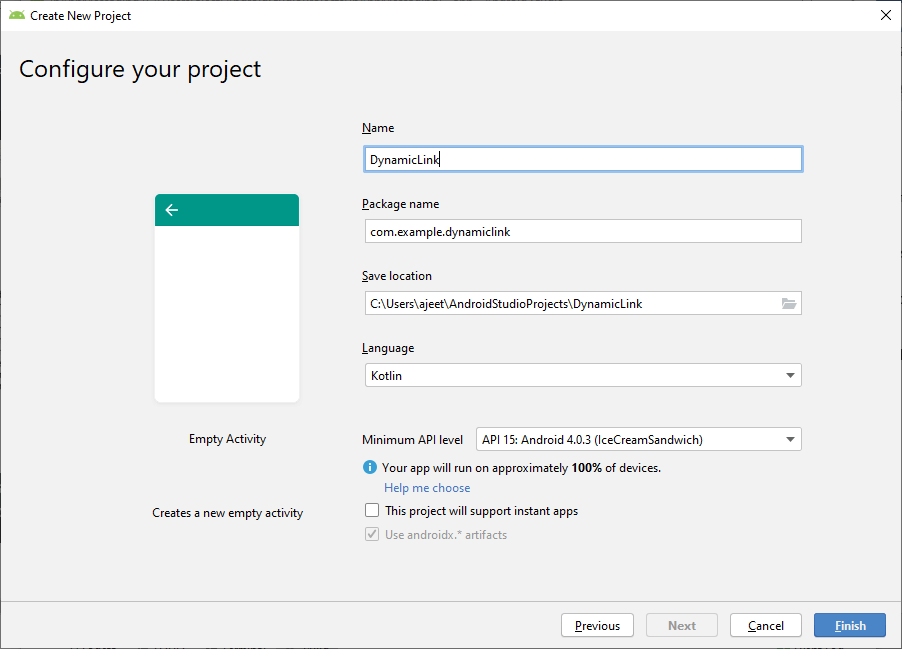 Create New Project
Configure your project
Name
DynamicLink
Package name
com.example.dynamiclink
Save location
C:\Users\ajeet\AndroidStudioProjects\DynamicLink
Language
Kotlin
Empty Activity
Minimum API level API 15: Android 4.0.3 (IceCreamSandwich)
Your app will run on approximately 100% of devices.
Help me choose
Creates a new empty activity
This project will support instant apps
Use androidx.* artifacts
Previous Next Cancel Finish